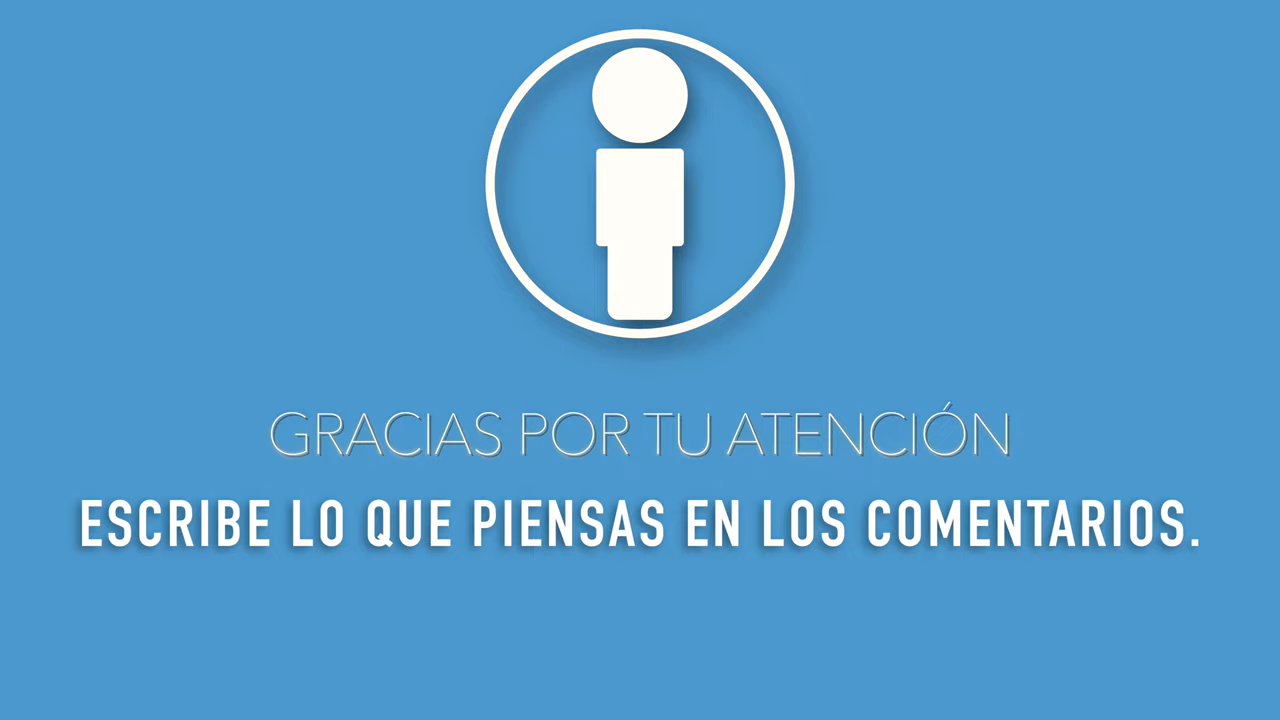 GRACIAS POR TU ATENCIÓN
ESCRIBE LO QUE PIENSAS EN LOS COMENTARIOS.